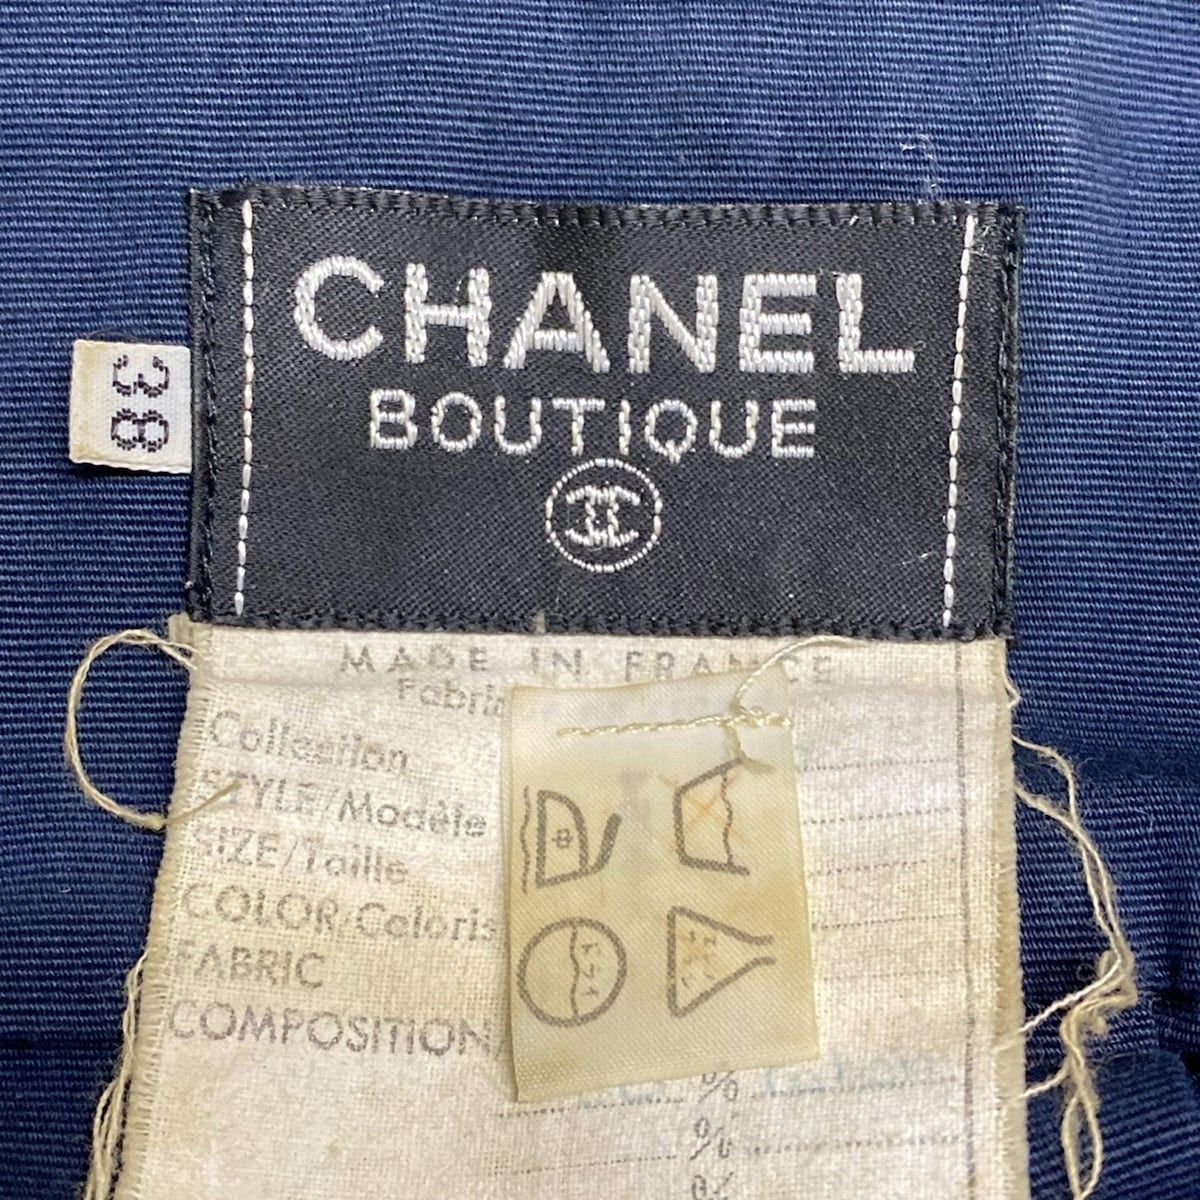 CHANEL
BOUTIQUE
38
MADE IN FRANCE
Collection
STYLE/Modèle
SIZE/Taille
COLOR/Coloris
FABRIC
COMPOSITION/
%
%
%